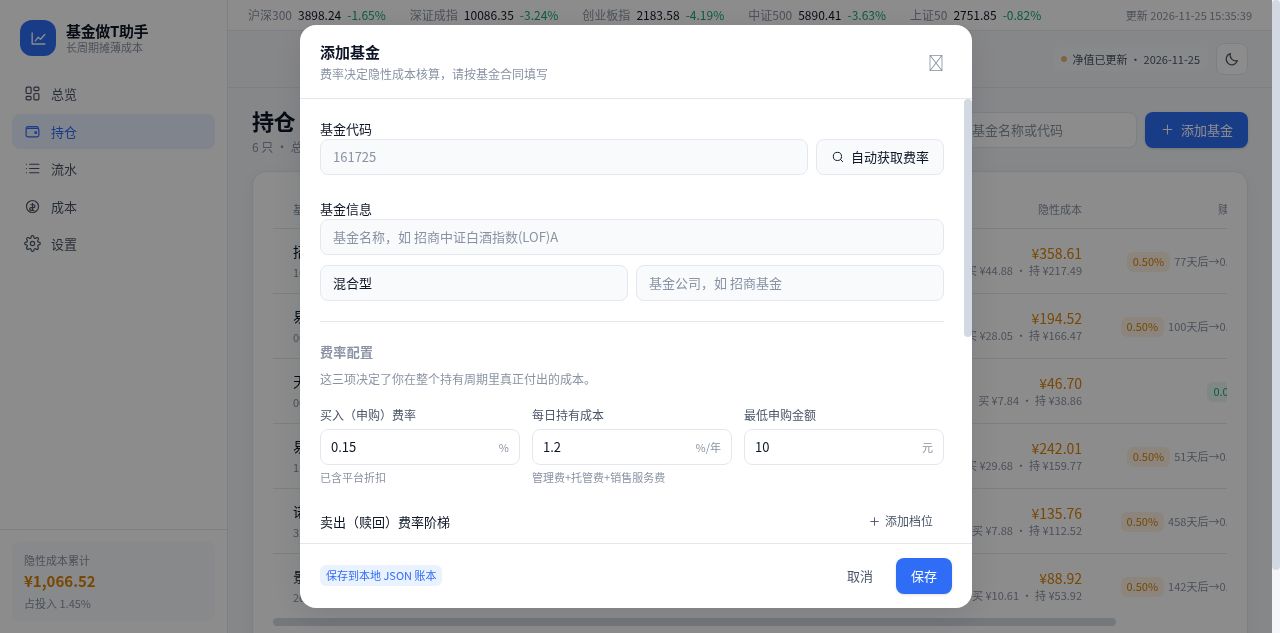 沪深300 3898.24 -1.65% 深证成指 10086.35 -3.24% 创业板指 2183.58 -4.19% 中证500 5890.41 -3.63% 上证50 2751.85 -0.82% 更新 2026-11-25 15:35:39
基金做T助手
长周期摊薄成本
净值已更新 · 2026-11-25
总览
持仓
流水
成本
设置
隐性成本累计
¥1,066.52
占投入 1.45%
持仓
6 只 · 总
基金名称或代码
添加基金
隐性成本
¥358.61
买 ¥44.88 · 持 ¥217.49
0.50% 77天后→0.
¥194.52
¥28.05 · 持 ¥166.47
0.50% 100天后→0.
¥46.70
买 ¥7.84 · 持 ¥38.86
0.0
¥242.01
¥29.68 · 持 ¥159.77
0.50% 51天后→0.
¥135.76
买 ¥7.88 · 持 ¥112.52
0.50% 458天后→0.
¥88.92
买 ¥10.61 · 持 ¥53.92
0.50% 142天后→0.
添加基金
费率决定隐性成本核算，请按基金合同填写
基金代码
161725
自动获取费率
基金信息
基金名称，如 招商中证白酒指数(LOF)A
混合型
基金公司，如 招商基金
费率配置
这三项决定了你在整个持有周期里真正付出的成本。
买入（申购）费率 每日持有成本 最低申购金额
0.15 % 1.2 %/年 10 元
已含平台折扣 管理费+托管费+销售服务费
卖出（赎回）费率阶梯
添加档位
保存到本地 JSON 账本
取消
保存